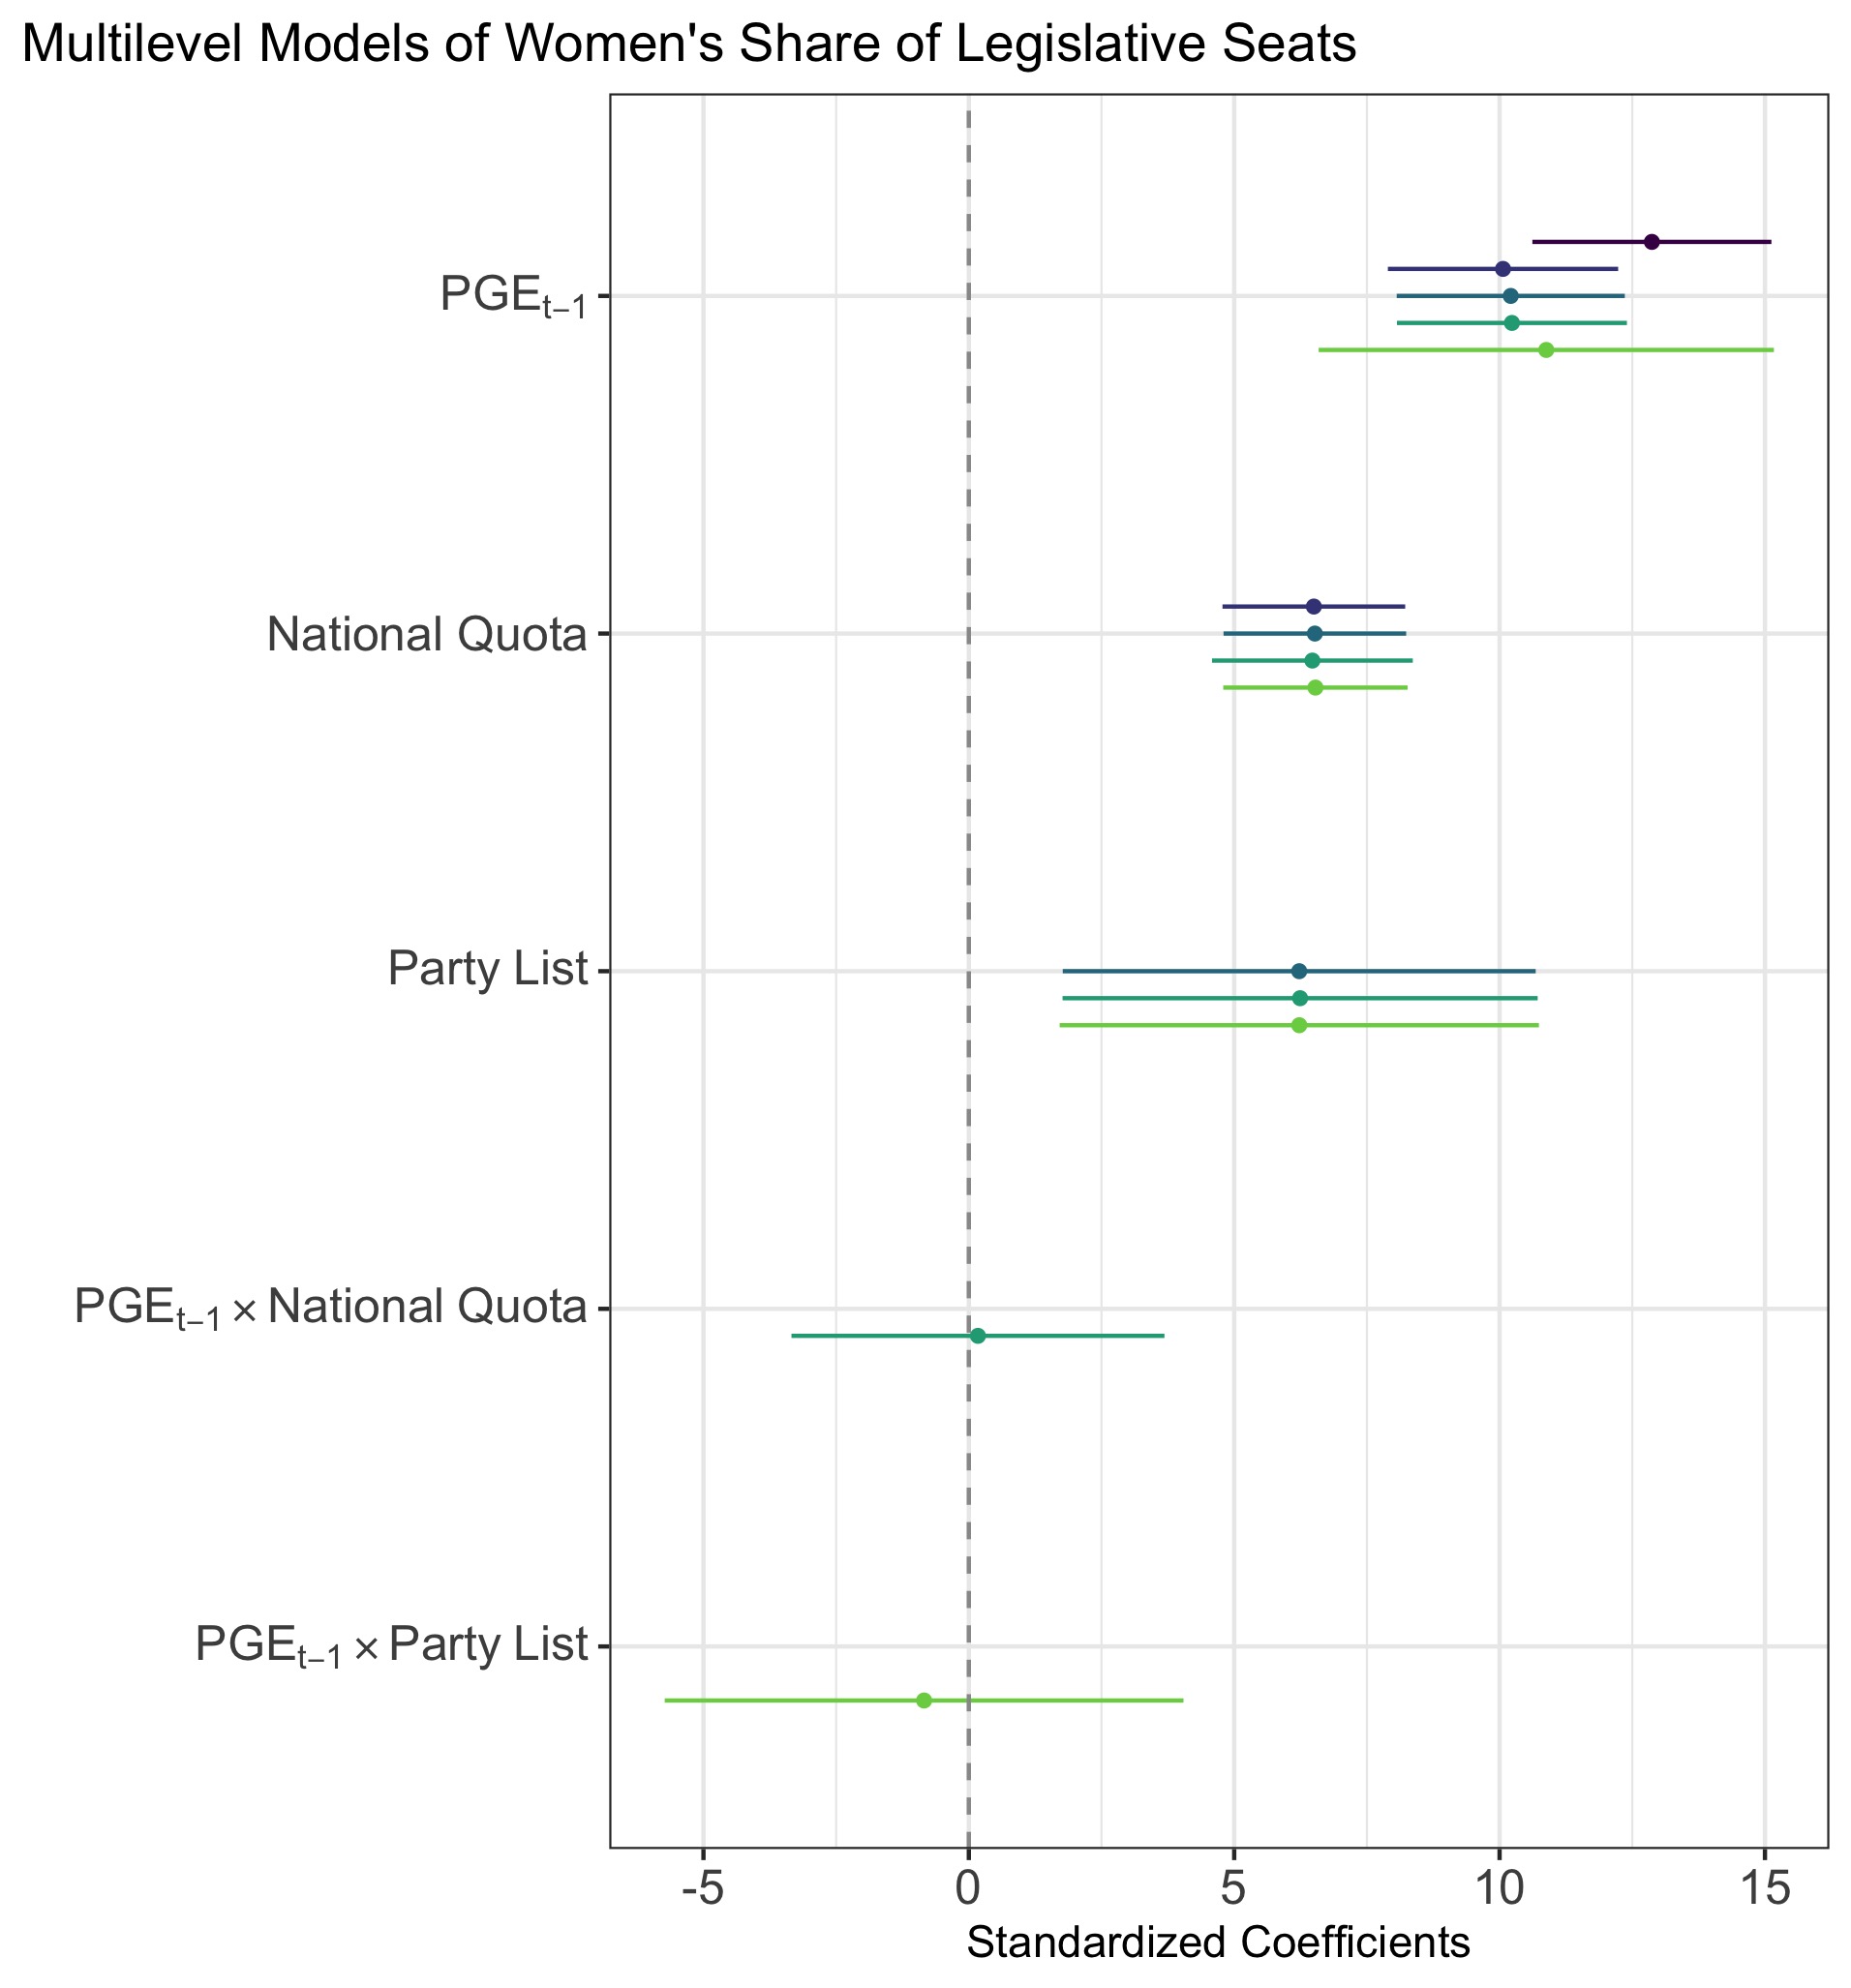 Multilevel Models of Women's Share of Legislative Seats
PGEt−1
National Quota
Party List
PGEt−1 × National Quota
PGEt−1 × Party List
-5 0 5 10 15
Standardized Coefficients